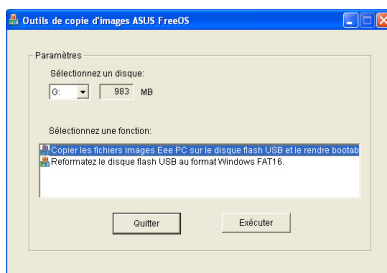 Outils de copie d'images ASUS FreeOS
Paramètres
Sélectionnez un disque:
G: 983 MB
Sélectionnez une fonction:
Copier les fichiers images Eee PC sur le disque flash USB et le rendre bootab
Reformatez le disque flash USB au format Windows FAT16.
Quitter Exécuter